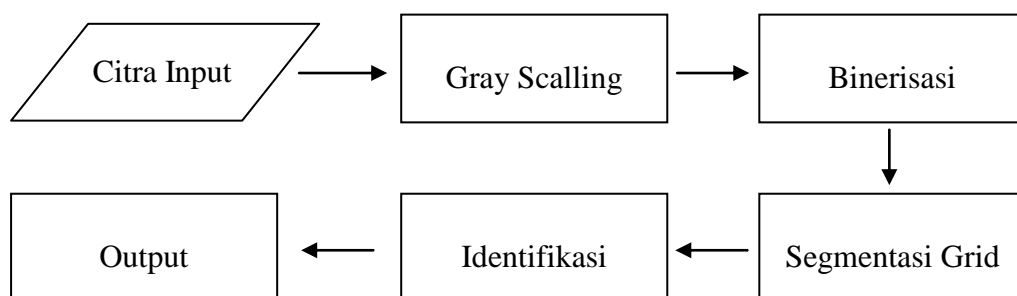 Citra Input
Gray Scalling
Binerisasi
Segmentasi Grid
Identifikasi
Output